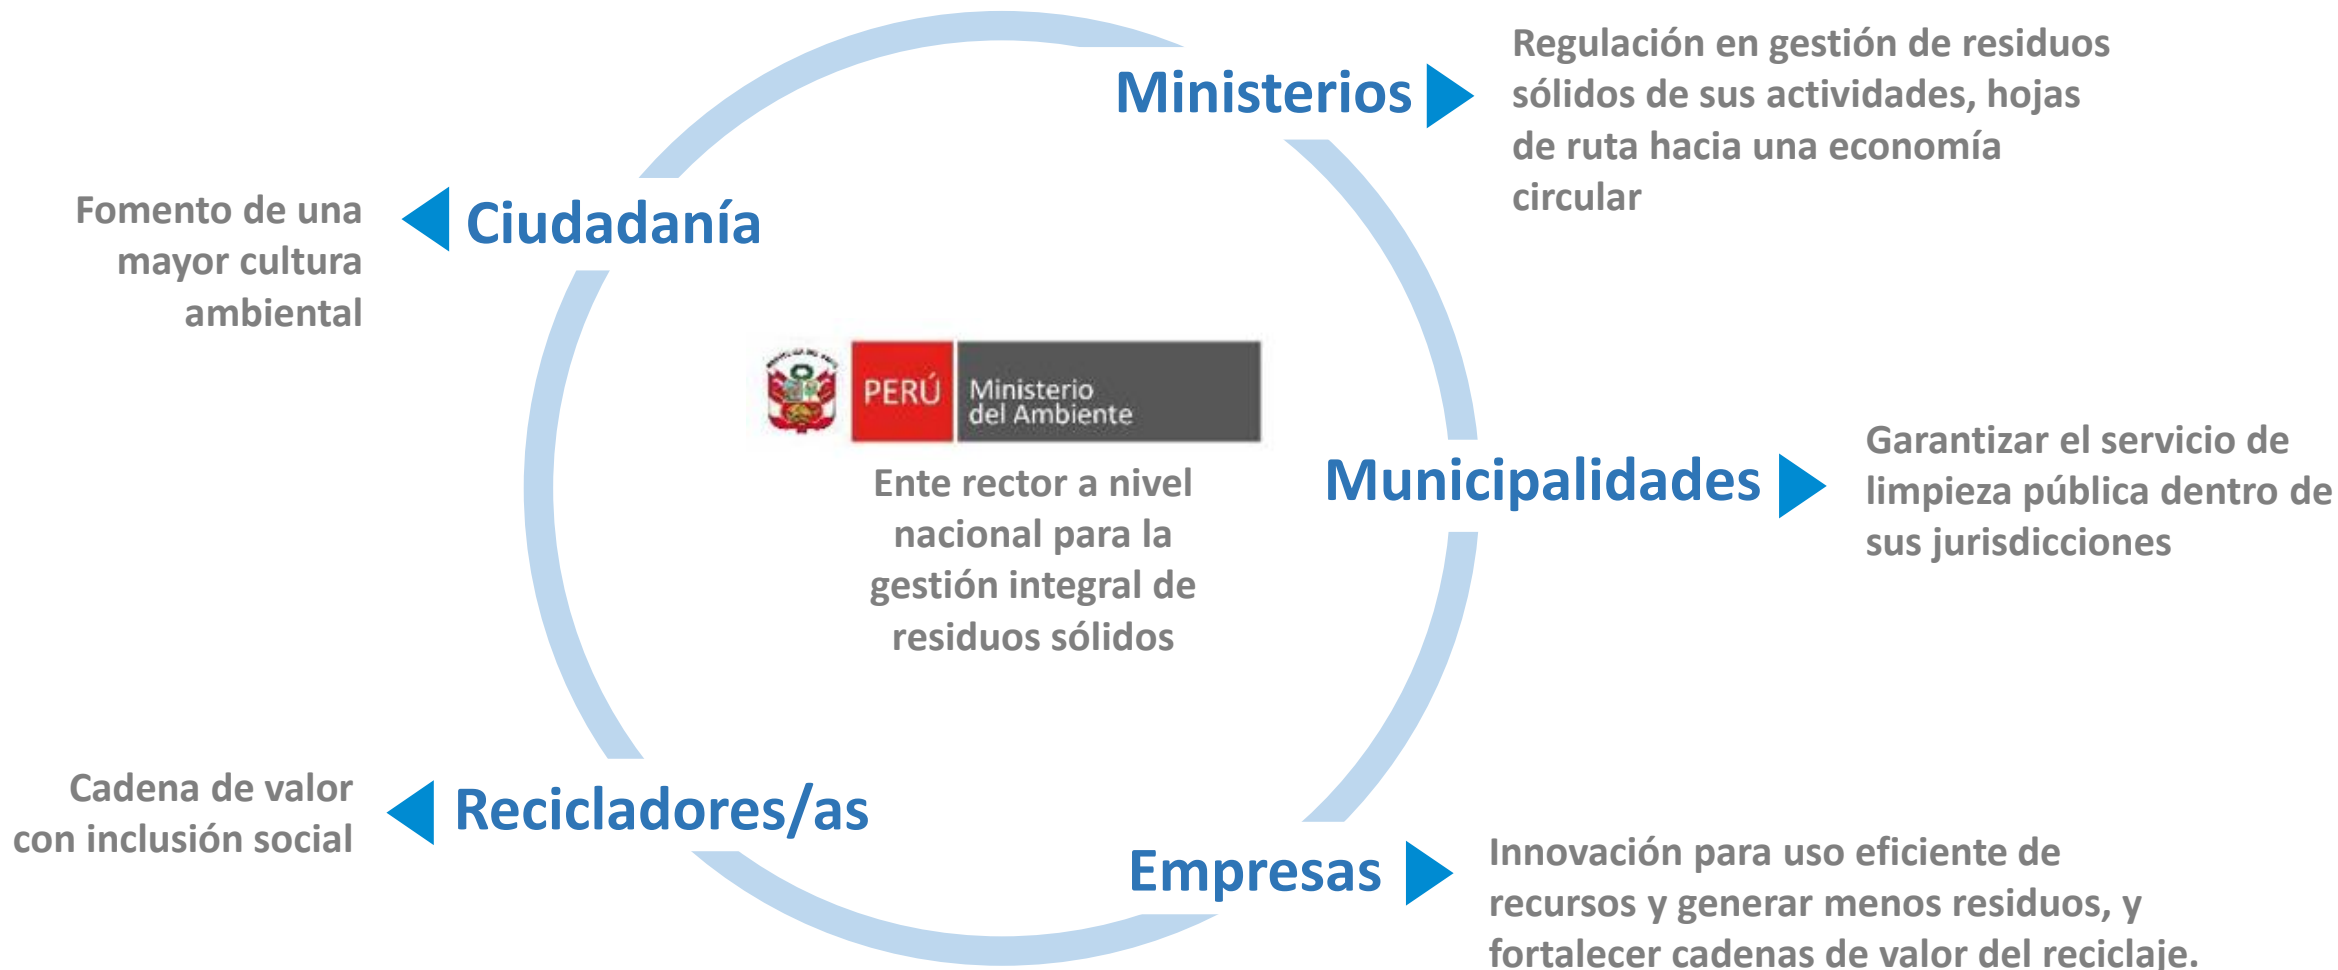 Ministerios
Regulación en gestión de residuos
sólidos de sus actividades, hojas
de ruta hacia una economía
circular
Ciudadanía
Fomento de una
mayor cultura
ambiental
PERÚ
Ministerio
del Ambiente
Ente rector a nivel
nacional para la
gestión integral de
residuos sólidos
Municipalidades
Garantizar el servicio de
limpieza pública dentro de
sus jurisdicciones
Recicladores/as
Cadena de valor
con inclusión social
Empresas
Innovación para uso eficiente de
recursos y generar menos residuos, y
fortalecer cadenas de valor del reciclaje.